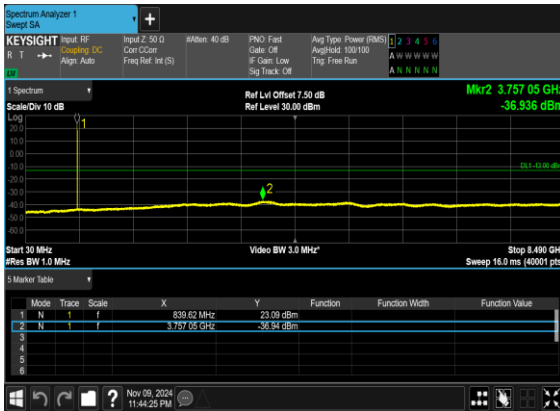 Spectrum Analyzer 1
Swept SA
+
KEYSIGHT
R T
Input: RF
Coupling: DC
Align: Auto
Input Z: 50 Ω
Corr CCorr
Freq Ref: Int (S)
#Atten: 40 dB
PNO: Fast
Gate: Off
IF Gain: Low
Sig Track: Off
Avg Type: Power (RMS)
Avg|Hold: 100/100
Trig: Free Run
1 2 3 4 5 6
A W W W W W
A N N N N N
1 Spectrum
Scale/Div 10 dB
Ref Lvl Offset 7.50 dB
Ref Level 30.00 dBm
Mkr2 3.757 05 GHz
-36.936 dBm
Log
20.0
10.0
0.00
-10.0
-20.0
-30.0
-40.0
-50.0
-60.0
1
2
DL1 -13.00 dBm
Start 30 MHz
#Res BW 1.0 MHz
Video BW 3.0 MHz*
Stop 8.490 GHz
Sweep 16.0 ms (40001 pts)
5 Marker Table
Mode Trace Scale X Y Function Function Width Function Value
1 N 1 f 839.62 MHz 23.09 dBm
2 N 1 f 3.757 05 GHz -36.94 dBm
3
4
5
6
?
Nov 09, 2024
11:44:25 PM